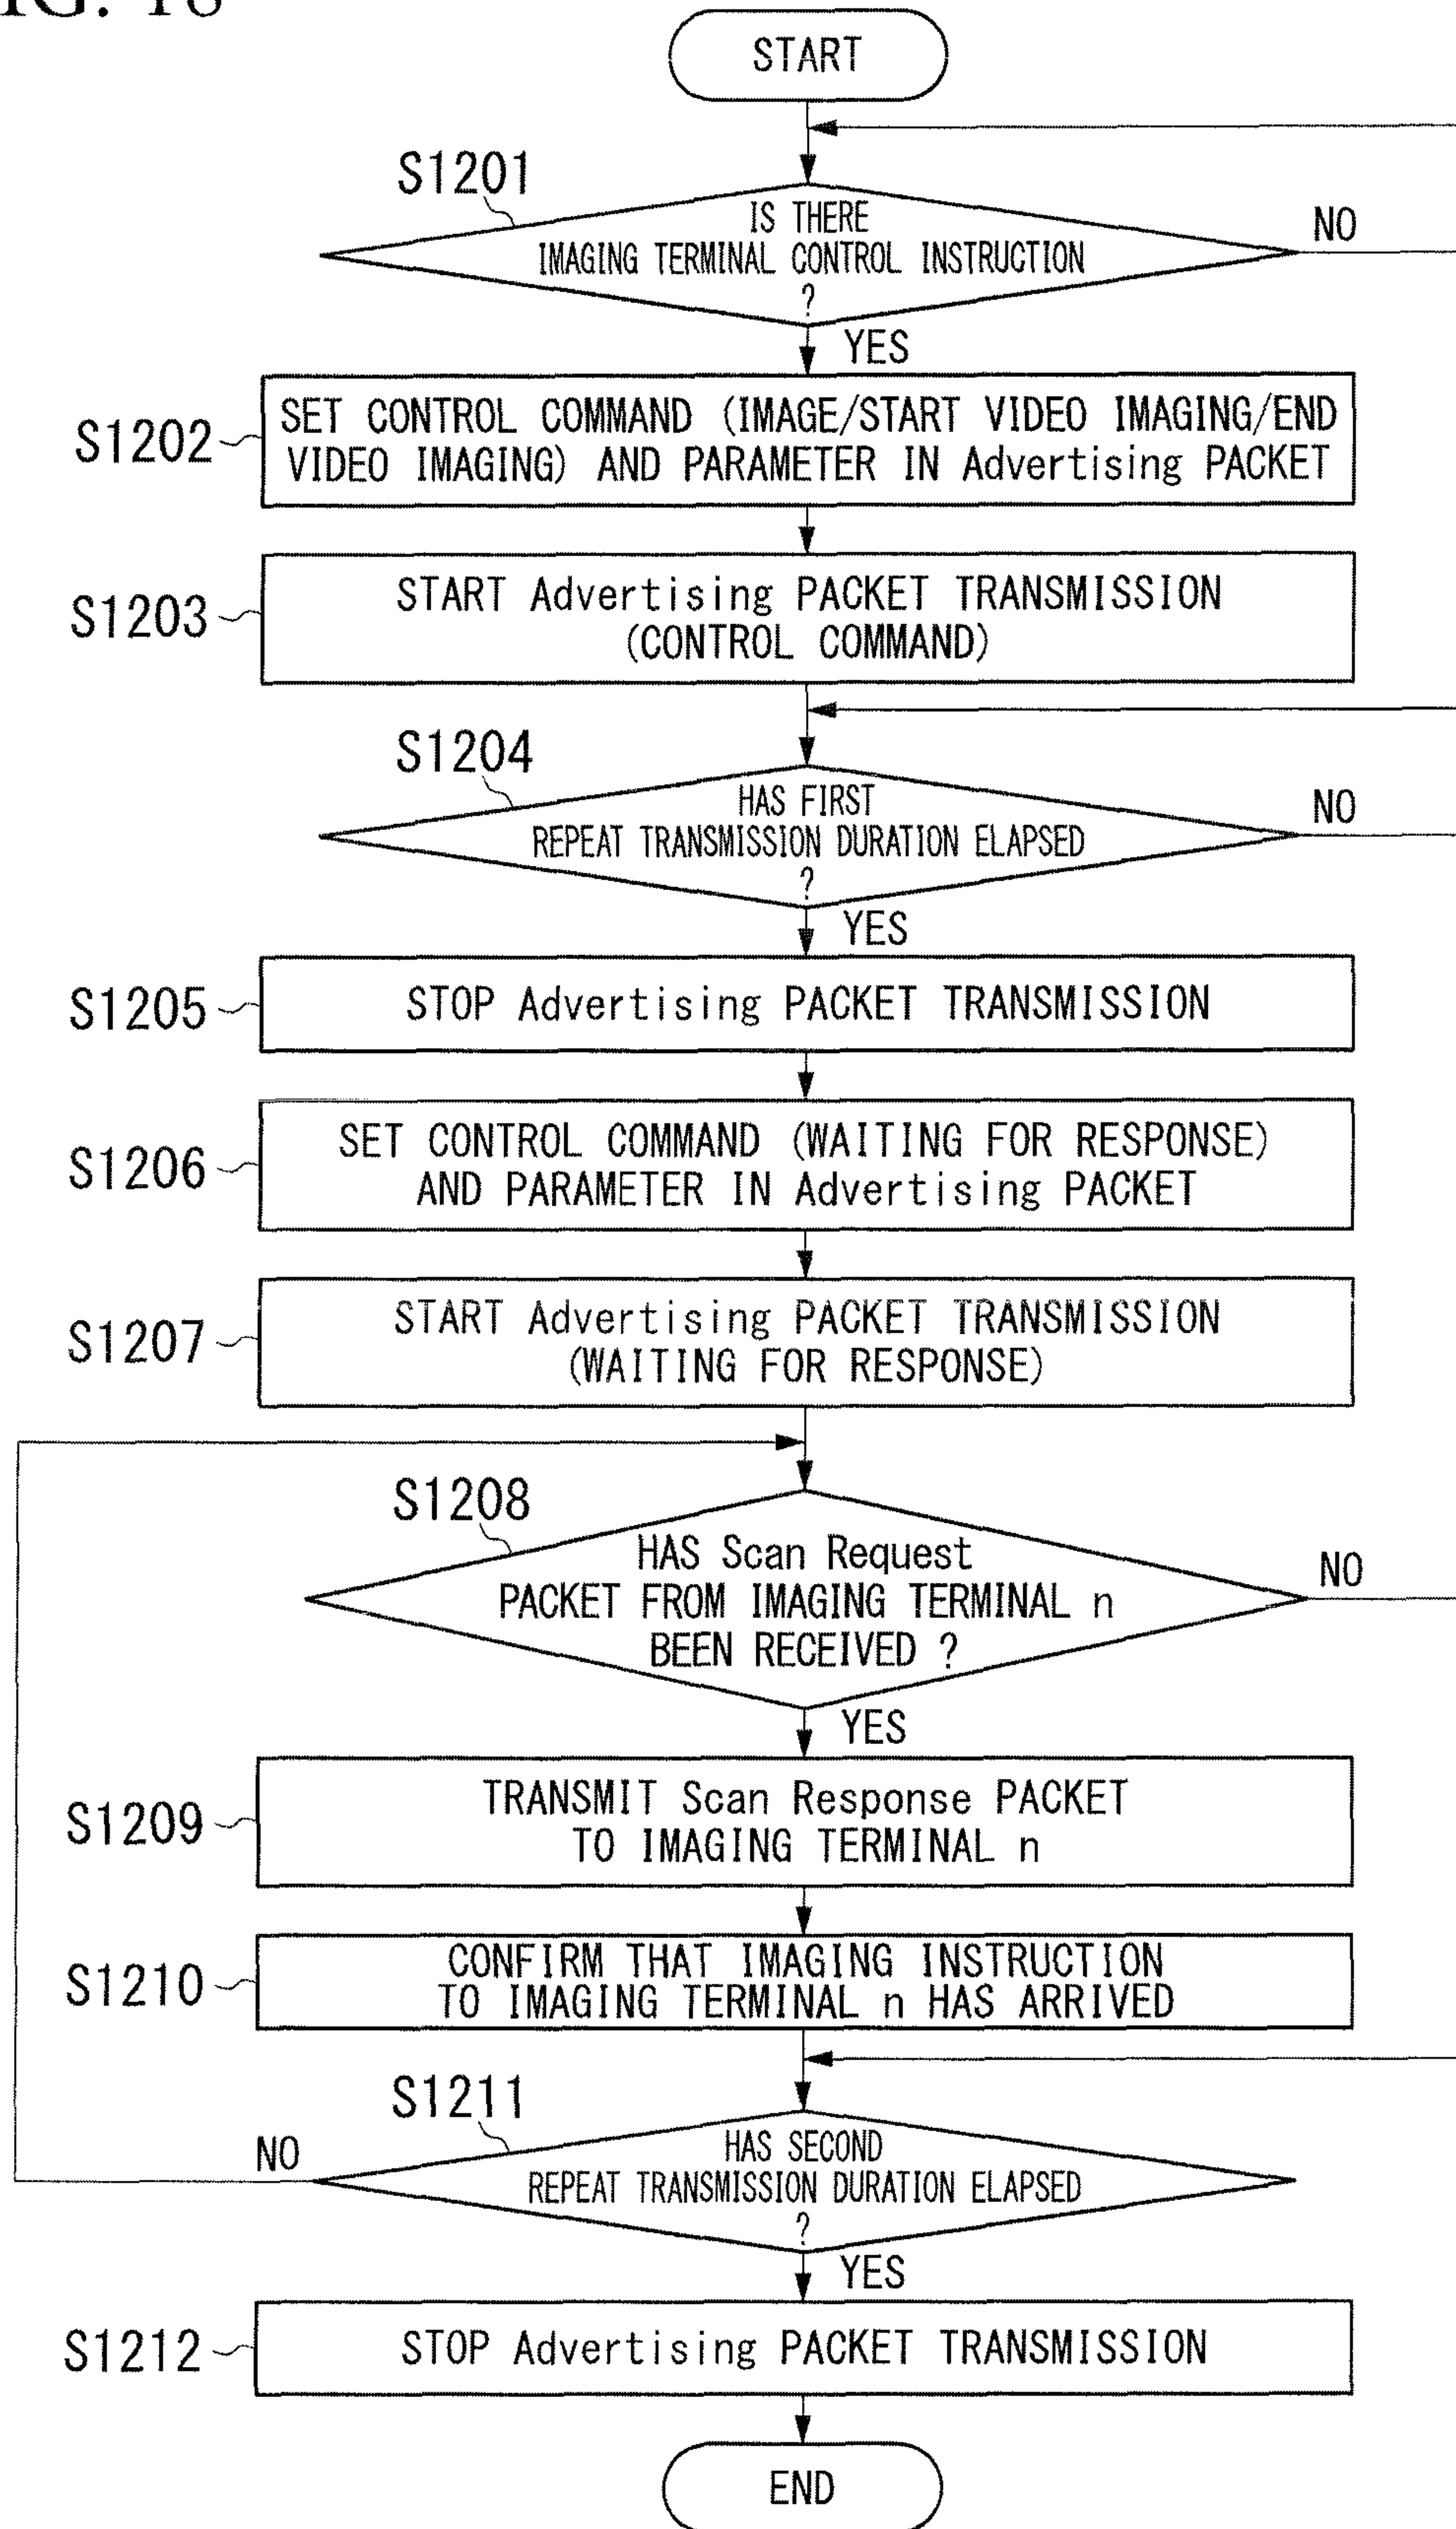 FIG. 18
START
S1201
IS THERE
IMAGING TERMINAL CONTROL INSTRUCTION
?
NO
YES
S1202
SET CONTROL COMMAND (IMAGE/START VIDEO IMAGING/END
VIDEO IMAGING) AND PARAMETER IN Advertising PACKET
S1203
START Advertising PACKET TRANSMISSION
(CONTROL COMMAND)
S1204
HAS FIRST
REPEAT TRANSMISSION DURATION ELAPSED
?
NO
YES
S1205
STOP Advertising PACKET TRANSMISSION
S1206
SET CONTROL COMMAND (WAITING FOR RESPONSE)
AND PARAMETER IN Advertising PACKET
S1207
START Advertising PACKET TRANSMISSION
(WAITING FOR RESPONSE)
S1208
HAS Scan Request
PACKET FROM IMAGING TERMINAL n
BEEN RECEIVED ?
NO
YES
S1209
TRANSMIT Scan Response PACKET
TO IMAGING TERMINAL n
S1210
CONFIRM THAT IMAGING INSTRUCTION
TO IMAGING TERMINAL n HAS ARRIVED
S1211
HAS SECOND
REPEAT TRANSMISSION DURATION ELAPSED
?
NO
YES
S1212
STOP Advertising PACKET TRANSMISSION
END